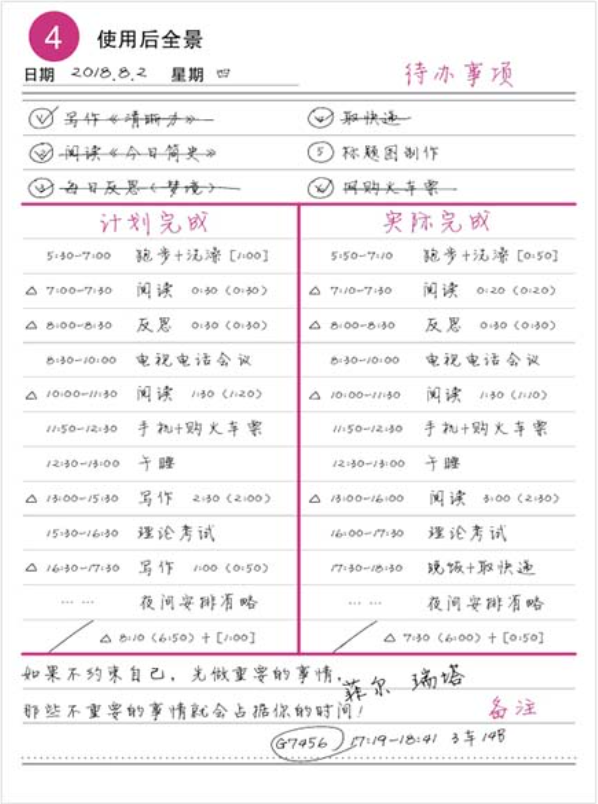 4 使用后全景
日期 2018.8.2 星期 四
待办事项
① 写作《清晰力》 ④ 取快递
② 阅读《今日简史》 ⑤ 标题图制作
③ 每日反思（梦境） ⑥ 网购火车票
计划完成 实际完成
5:30-7:00 跑步+洗澡 [1:00] 5:50-7:10 跑步+洗澡 [0:50]
△ 7:00-7:30 阅读 0:30 (0:30) △ 7:10-7:30 阅读 0:20 (0:20)
△ 8:00-8:30 反思 0:30 (0:30) △ 8:00-8:30 反思 0:30 (0:30)
8:30-10:00 电视电话会议 8:30-10:00 电视电话会议
△ 10:00-11:30 阅读 1:30 (1:20) △ 10:00-11:30 阅读 1:30 (1:10)
11:50-12:30 手机+购火车票 11:50-12:30 手机+购火车票
12:30-13:00 午睡 12:30-13:00 午睡
△ 13:00-15:30 写作 2:30 (2:00) △ 13:00-16:00 阅读 3:00 (2:30)
15:30-16:30 理论考试 16:00-17:30 理论考试
△ 16:30-17:30 写作 1:00 (0:50) 17:30-18:30 晚饭+取快递
…… 夜间安排省略 …… 夜间安排省略
△ 8:10 (6:50) + [1:00] △ 7:30 (6:00) + [0:50]
如果不约束自己，先做重要的事情，
菲尔 瑞塔
那些不重要的事情就会占据你的时间！
备注
G7456 17:19-18:41 3车14B